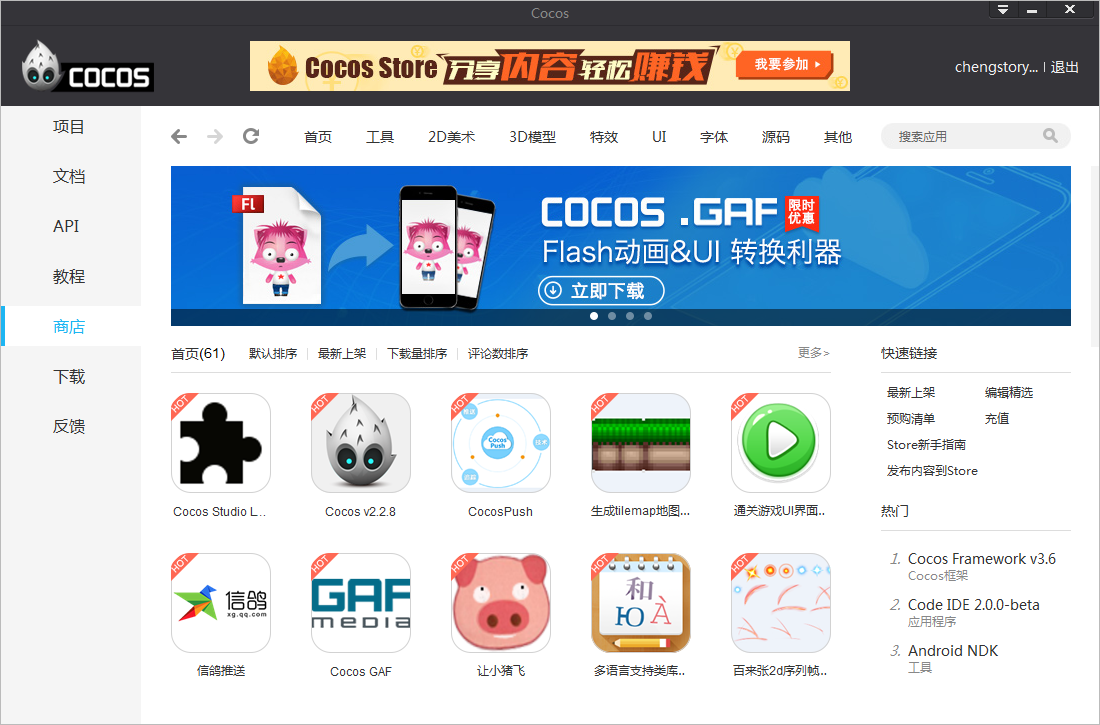 Cocos
COCOS
Cocos Store 分享内容轻松赚钱
我要参加
chengstory... | 退出
项目
文档
API
教程
商店
下载
反馈
首页 工具 2D美术 3D模型 特效 UI 字体 源码 其他
搜索应用
FL
COCOS .GAF 限时优惠
Flash动画&UI 转换利器
立即下载
首页(61) 默认排序 | 最新上架 | 下载量排序 | 评论数排序 更多>
HOT HOT HOT HOT HOT
推送
Cocos Push
技术
Cocos Studio L...
Cocos v2.2.8
CocosPush
生成tilemap地图...
通关游戏UI界面..
HOT HOT HOT HOT HOT
信鸽
xg.qq.com
GAF
MEDIA
和
Ю À
信鸽推送
Cocos GAF
让小猪飞
多语言支持类库..
百来张2d序列帧..
快速链接
最新上架 编辑精选
预购清单 充值
Store新手指南
发布内容到Store
热门
1. Cocos Framework v3.6
Cocos框架
2. Code IDE 2.0.0-beta
应用程序
3. Android NDK
工具